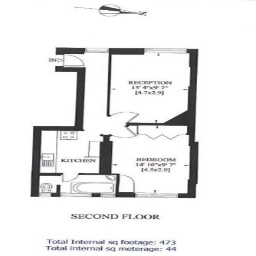 IN
RECEPTION
15' 4"x9' 7"
[4.7x2.9]
KITCHEN
BEDROOM
14' 10"x9' 7"
[4.5x2.9]
SECOND FLOOR
Total Internal sq footage: 473
Total Internal sq meterage: 44